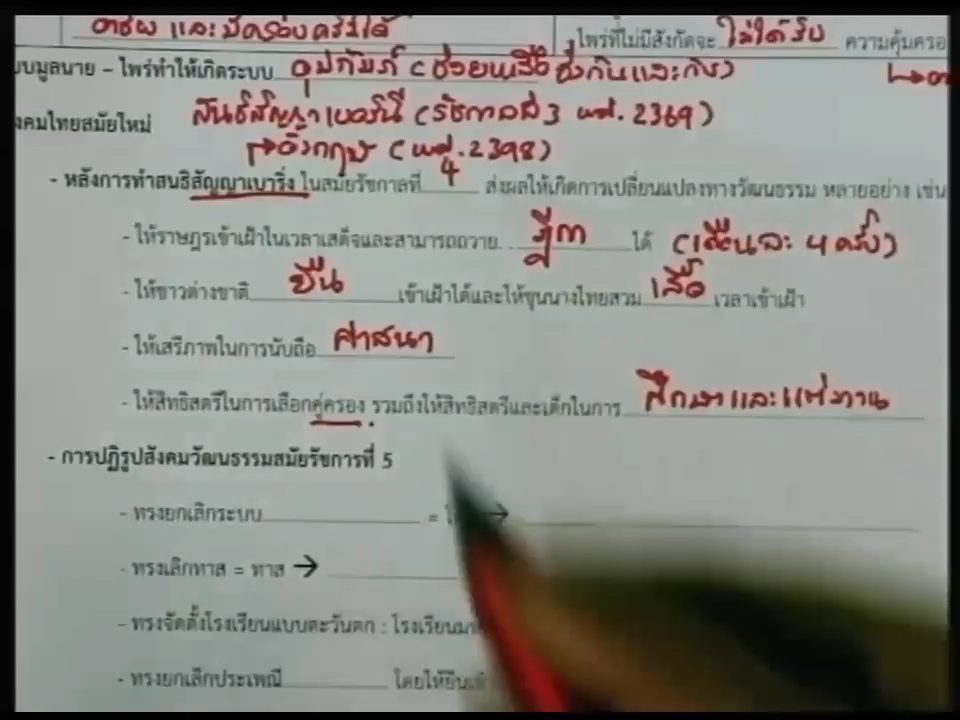 อาชีพ และมีครอบครัวได้ ไพร่ที่ไม่มีสังกัดจะ ไม่ได้รับ ความคุ้มครอ
บบมูลนาย – ไพร่ทำให้เกิดระบบ อุปถัมภ์ (ช่วยเหลือซึ่งกันและกัน)
งคมไทยสมัยใหม่ สนธิสัญญาเบอร์นี (รัชกาลที่ 3 พศ. 2369)
อังกฤษ (พศ. 2398)
- หลังการทำสนธิสัญญาเบาริ่ง ในสมัยรัชกาลที่ 4 ส่งผลให้เกิดการเปลี่ยนแปลงทางวัฒนธรรม หลายอย่าง เช่น
- ให้ราษฎรเข้าเฝ้าในเวลาเสด็จและสามารถถวาย ฎีกา ได้ (เดือนละ 4 ครั้ง)
- ให้ชาวต่างชาติ ยืน เข้าเฝ้าได้และให้ขุนนางไทยสวม เสื้อ เวลาเข้าเฝ้า
- ให้เสรีภาพในการนับถือ ศาสนา
- ให้สิทธิสตรีในการเลือกคู่ครอง รวมถึงให้สิทธิสตรีและเด็กในการ ศึกษาและแต่งงาน
- การปฏิรูปสังคมวัฒนธรรมสมัยรัชการที่ 5
- ทรงยกเลิกระบบ = →
- ทรงเลิกทาส = ทาส →
- ทรงจัดตั้งโรงเรียนแบบตะวันตก : โรงเรียนม
- ทรงยกเลิกประเพณี โดยให้ยืนเ